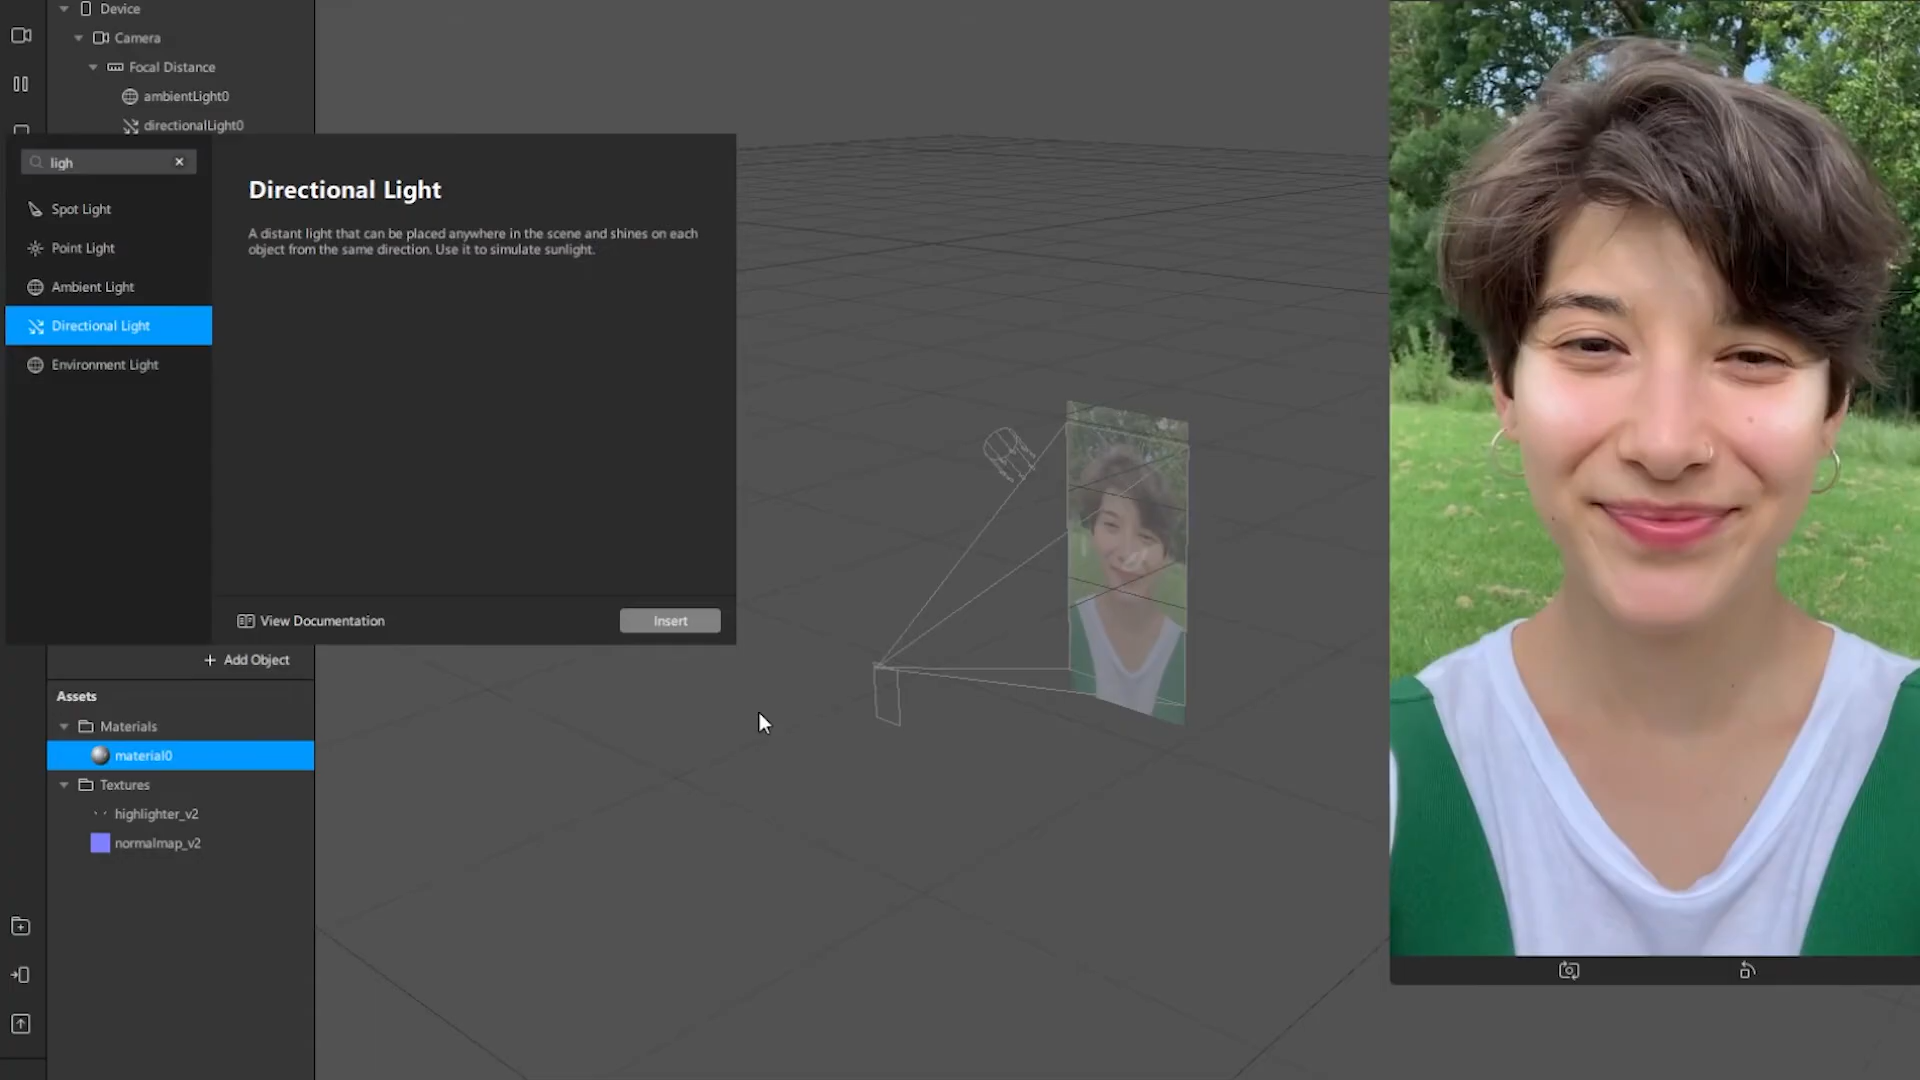 Device
Camera
Focal Distance
ambientLight0
directionalLight0
ligh
Spot Light
Point Light
Ambient Light
Directional Light
Environment Light
Directional Light
A distant light that can be placed anywhere in the scene and shines on each
object from the same direction. Use it to simulate sunlight.
View Documentation
Insert
+ Add Object
Assets
Materials
material0
Textures
highlighter_v2
normalmap_v2